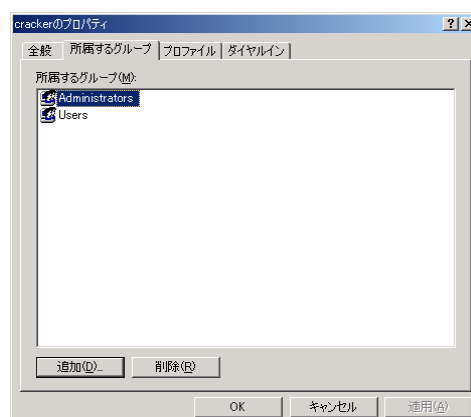 crackerのプロパティ
全般 所属するグループ プロファイル ダイヤルイン
所属するグループ(M):
Administrators
Users
追加(D)... 削除(R)
OK キャンセル 適用(A)